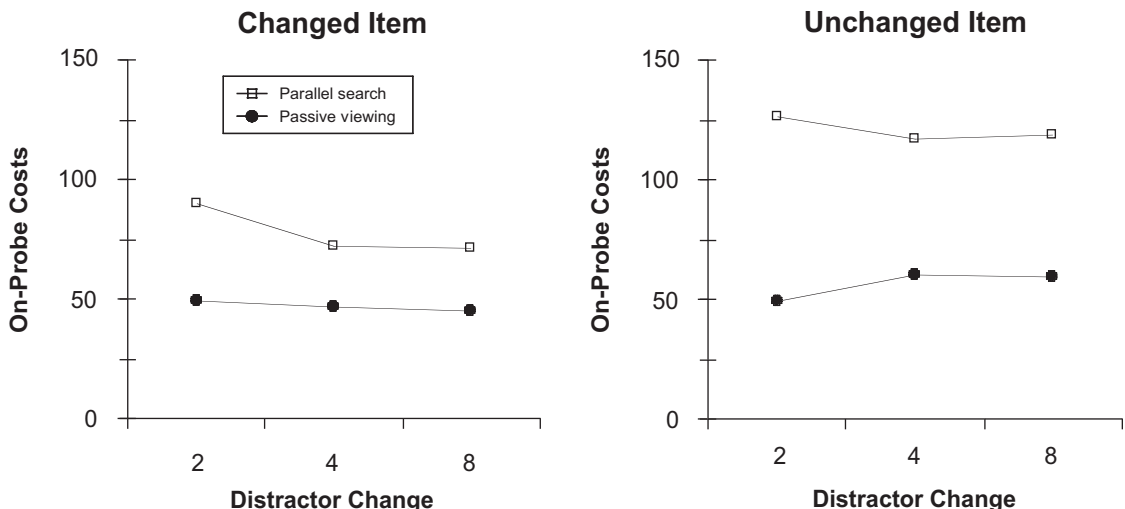 Changed Item
150
100
50
0
On-Probe Costs
Parallel search
Passive viewing
2 4 8
Distractor Change
Unchanged Item
150
100
50
0
On-Probe Costs
2 4 8
Distractor Change